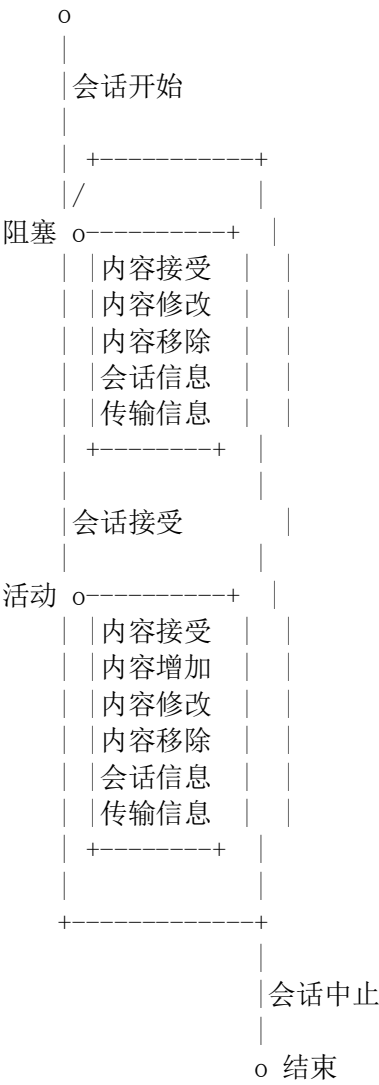 o
会话开始
阻塞 o
内容接受
内容修改
内容移除
会话信息
传输信息
会话接受
活动 o
内容接受
内容增加
内容修改
内容移除
会话信息
传输信息
会话中止
o 结束